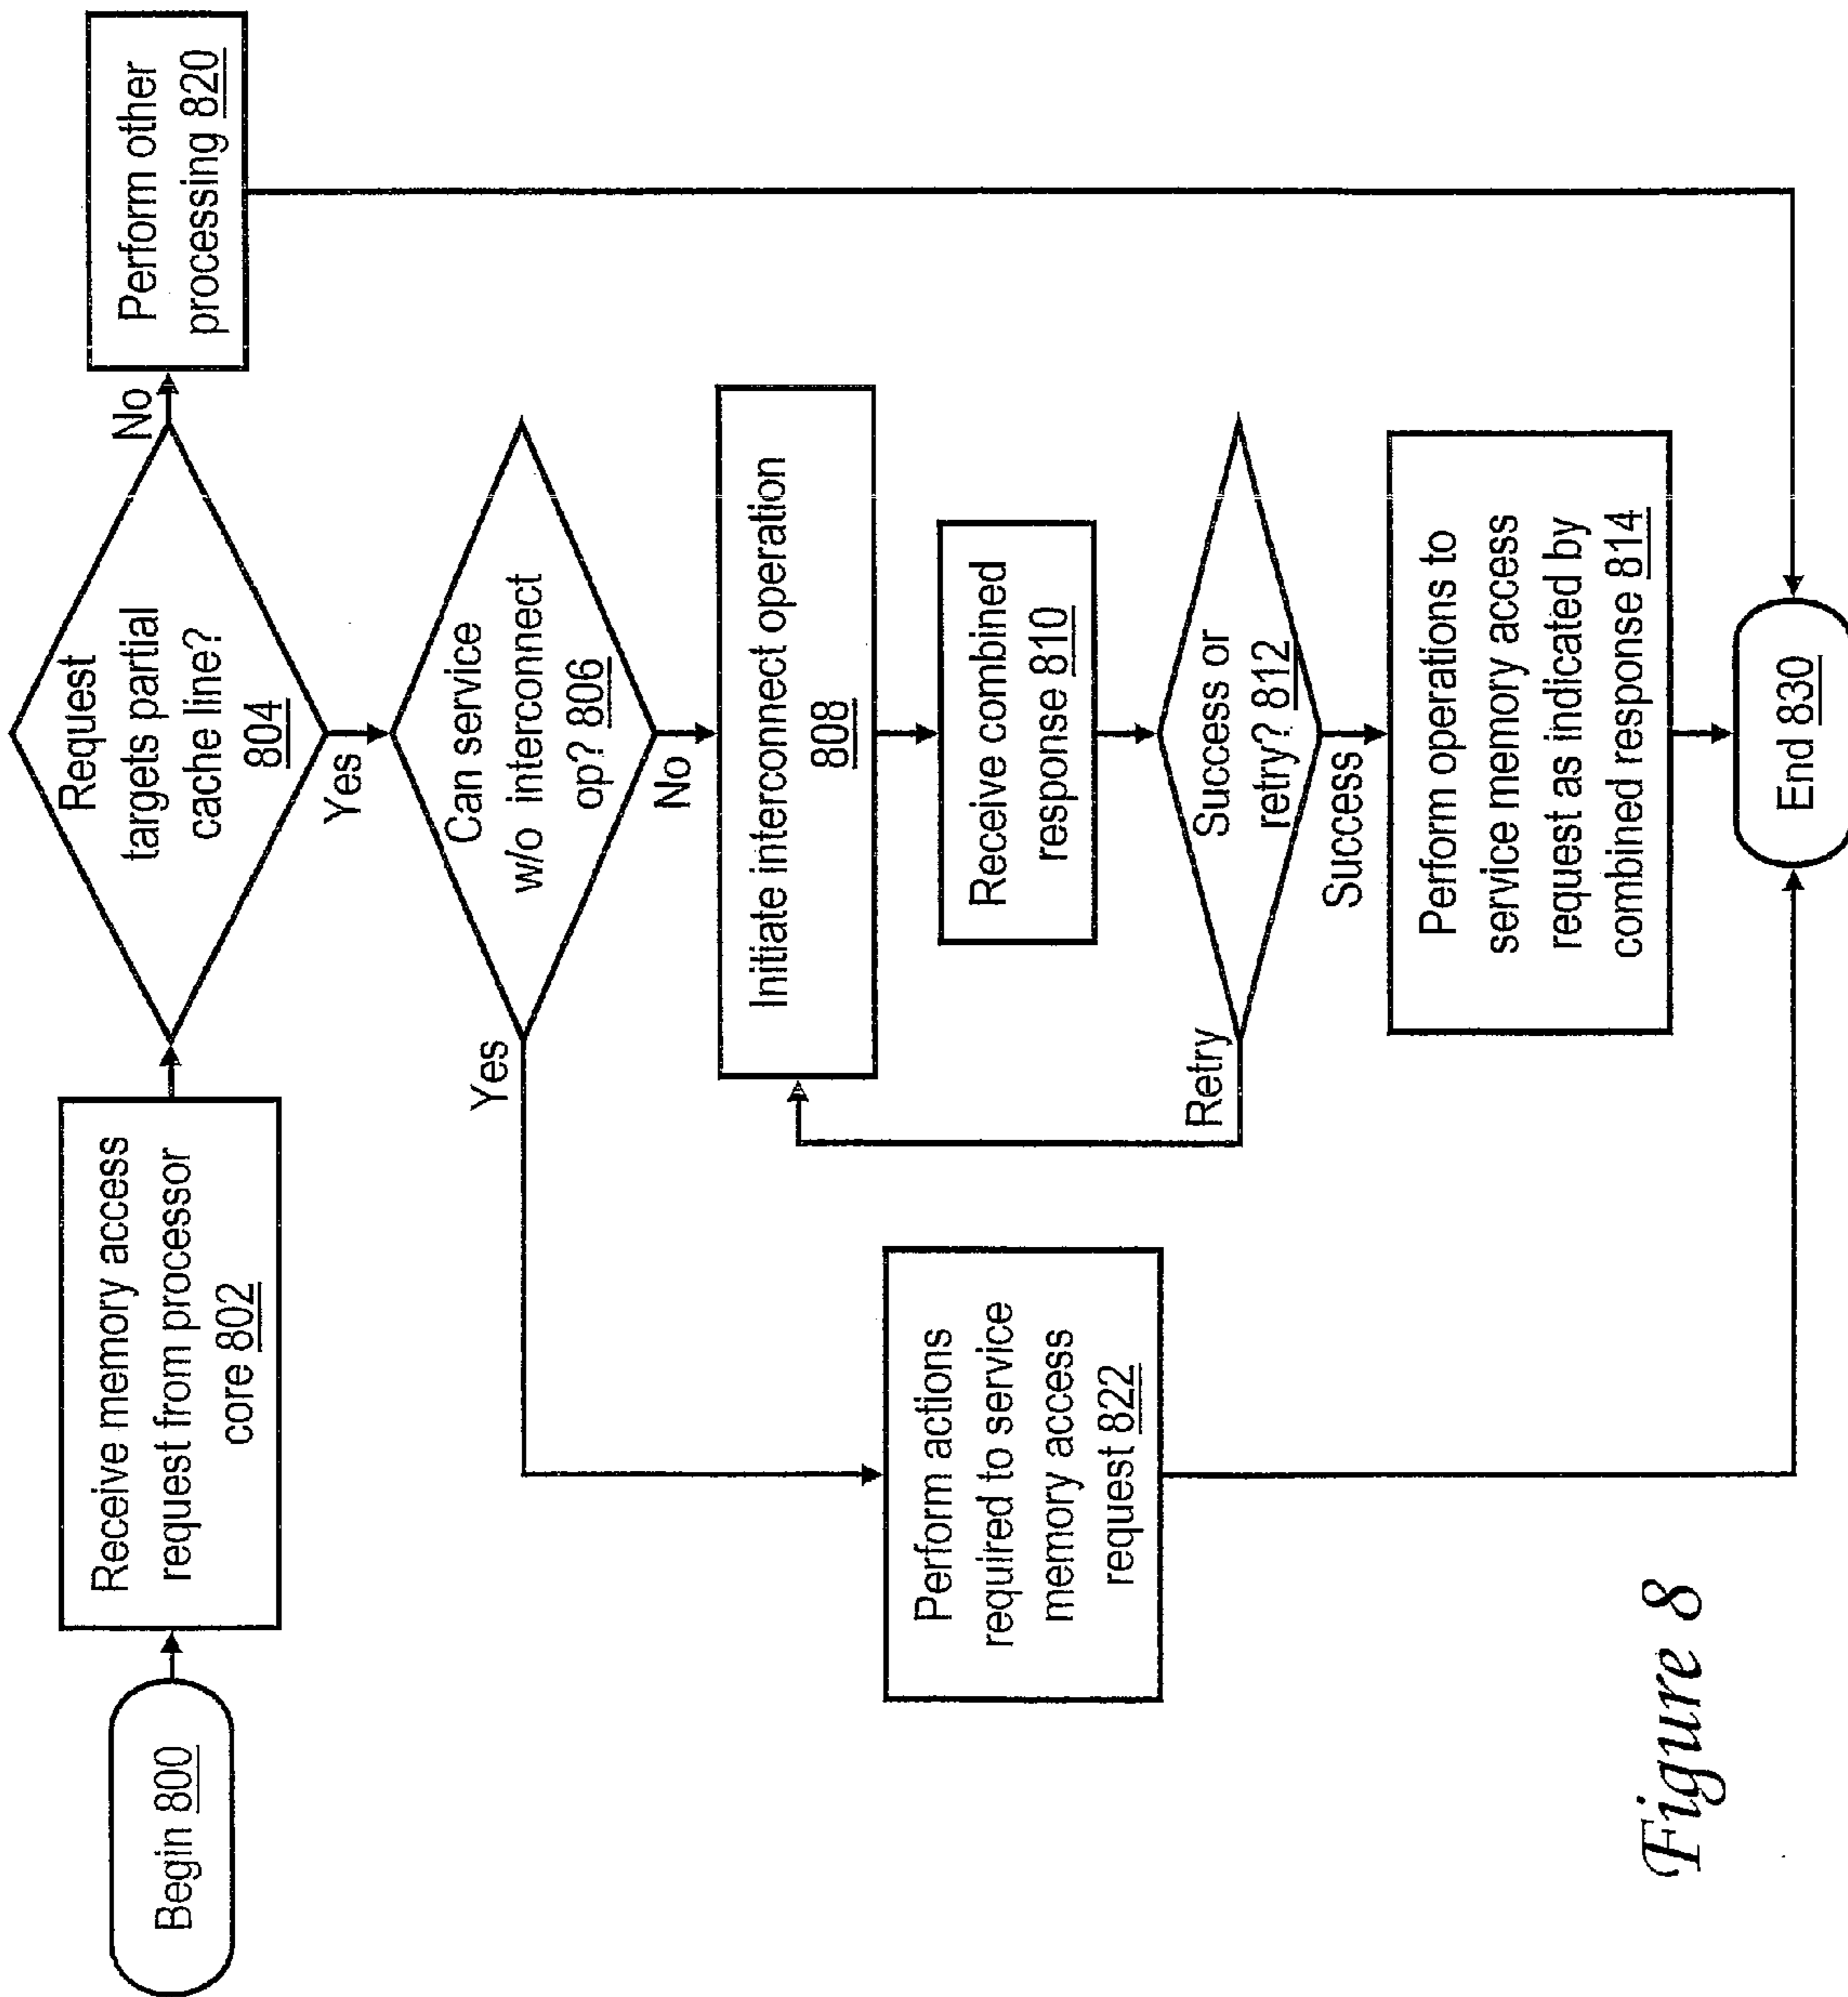 Begin 800
Receive memory access
request from processor
core 802
Request
targets partial
cache line?
804
No
Perform other
processing 820
Yes
Can service
w/o interconnect
op? 806
Yes
No
Initiate interconnect operation
808
Receive combined
response 810
Success or
retry? 812
Retry
Success
Perform operations to
service memory access
request as indicated by
combined response 814
Perform actions
required to service
memory access
request 822
End 830
Figure 8